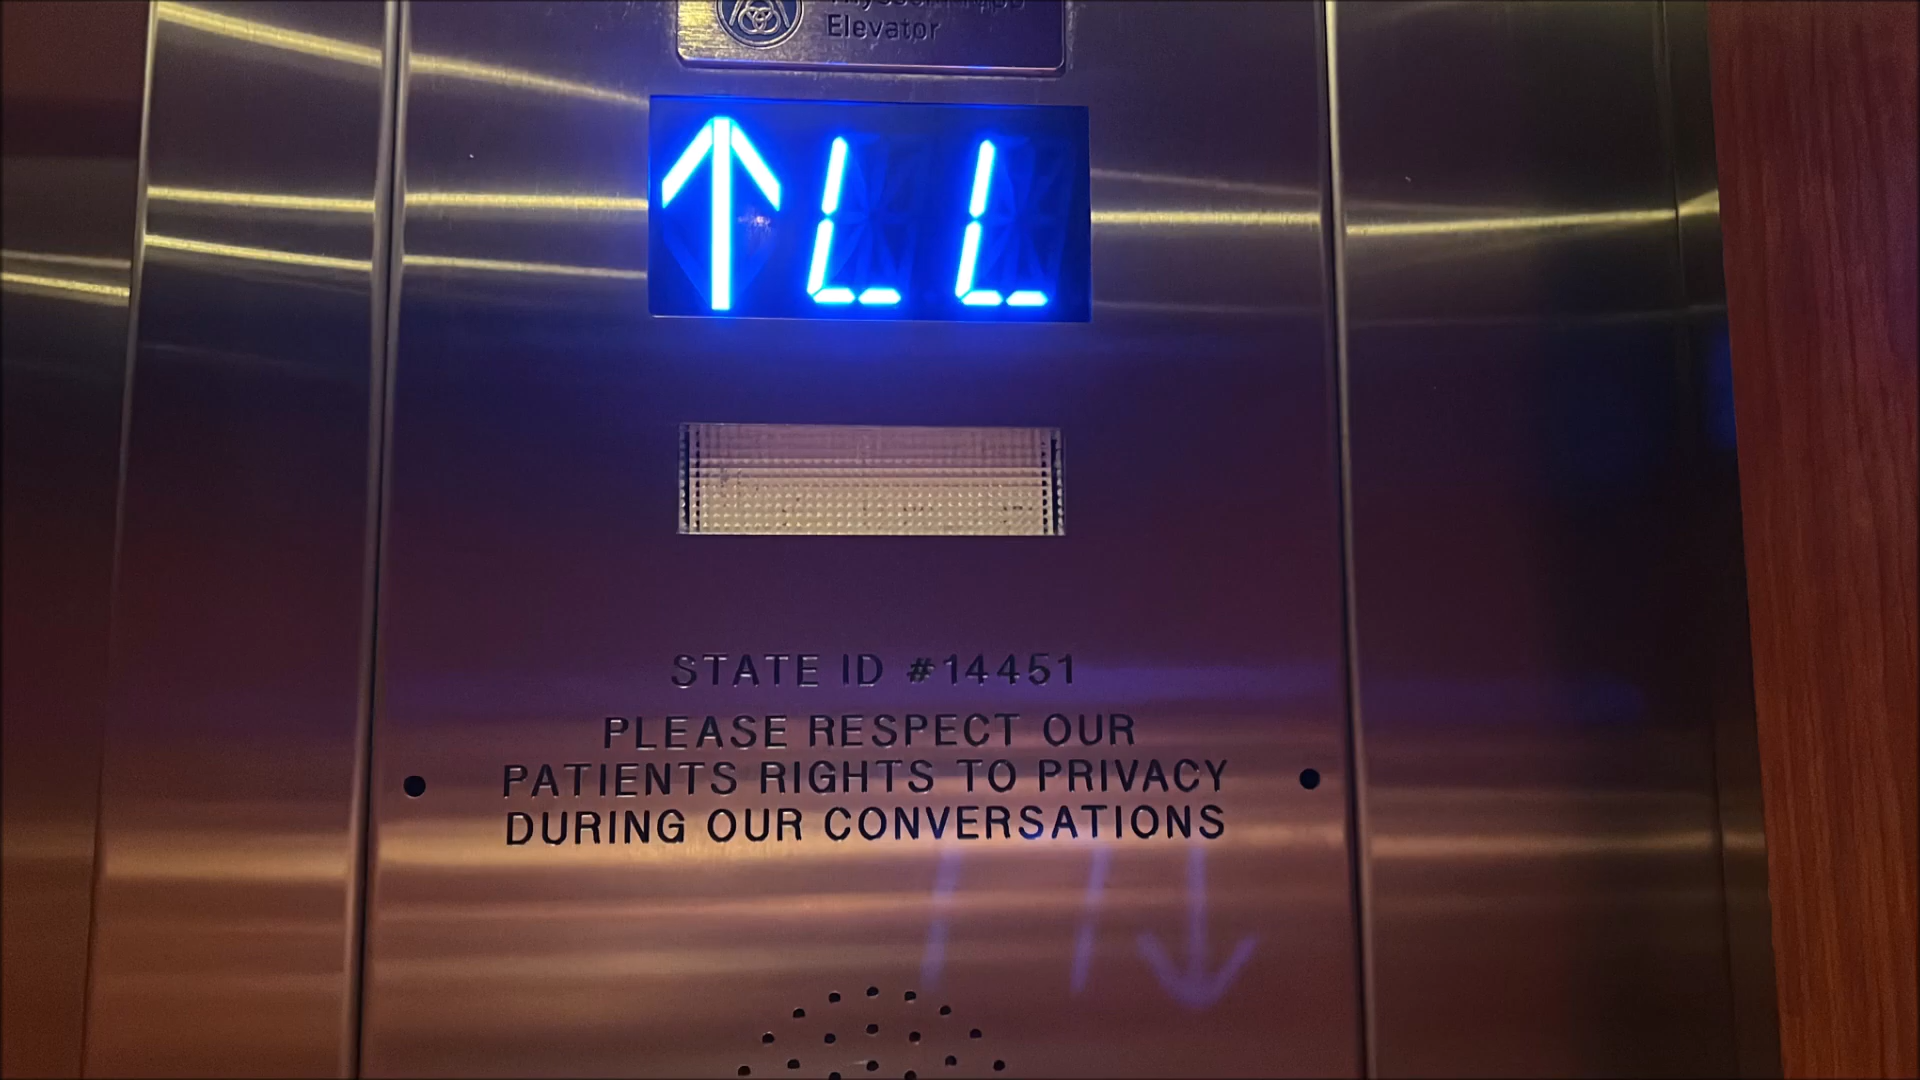 Elevator
↑ LL
STATE ID #14451
PLEASE RESPECT OUR
PATIENTS RIGHTS TO PRIVACY
DURING OUR CONVERSATIONS